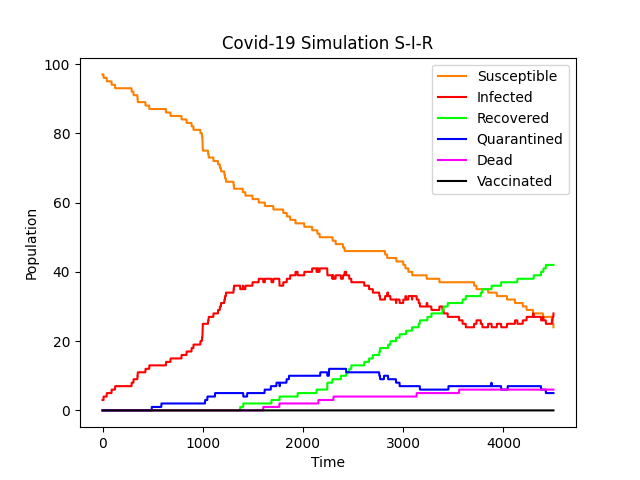 Covid-19 Simulation S-I-R
100
80
60
40
20
0
Population
Susceptible
Infected
Recovered
Quarantined
Dead
Vaccinated
0 1000 2000 3000 4000
Time